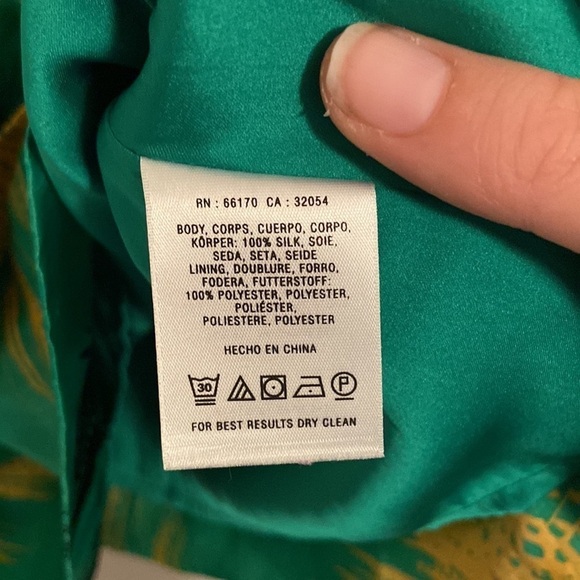 RN : 66170 CA : 32054
BODY, CORPS, CUERPO, CORPO,
KÖRPER: 100% SILK, SOIE,
SEDA, SETA, SEIDE
LINING, DOUBLURE, FORRO,
FODERA, FUTTERSTOFF:
100% POLYESTER, POLYESTER,
POLIÉSTER,
POLIESTERE, POLYESTER
HECHO EN CHINA
30 P
FOR BEST RESULTS DRY CLEAN